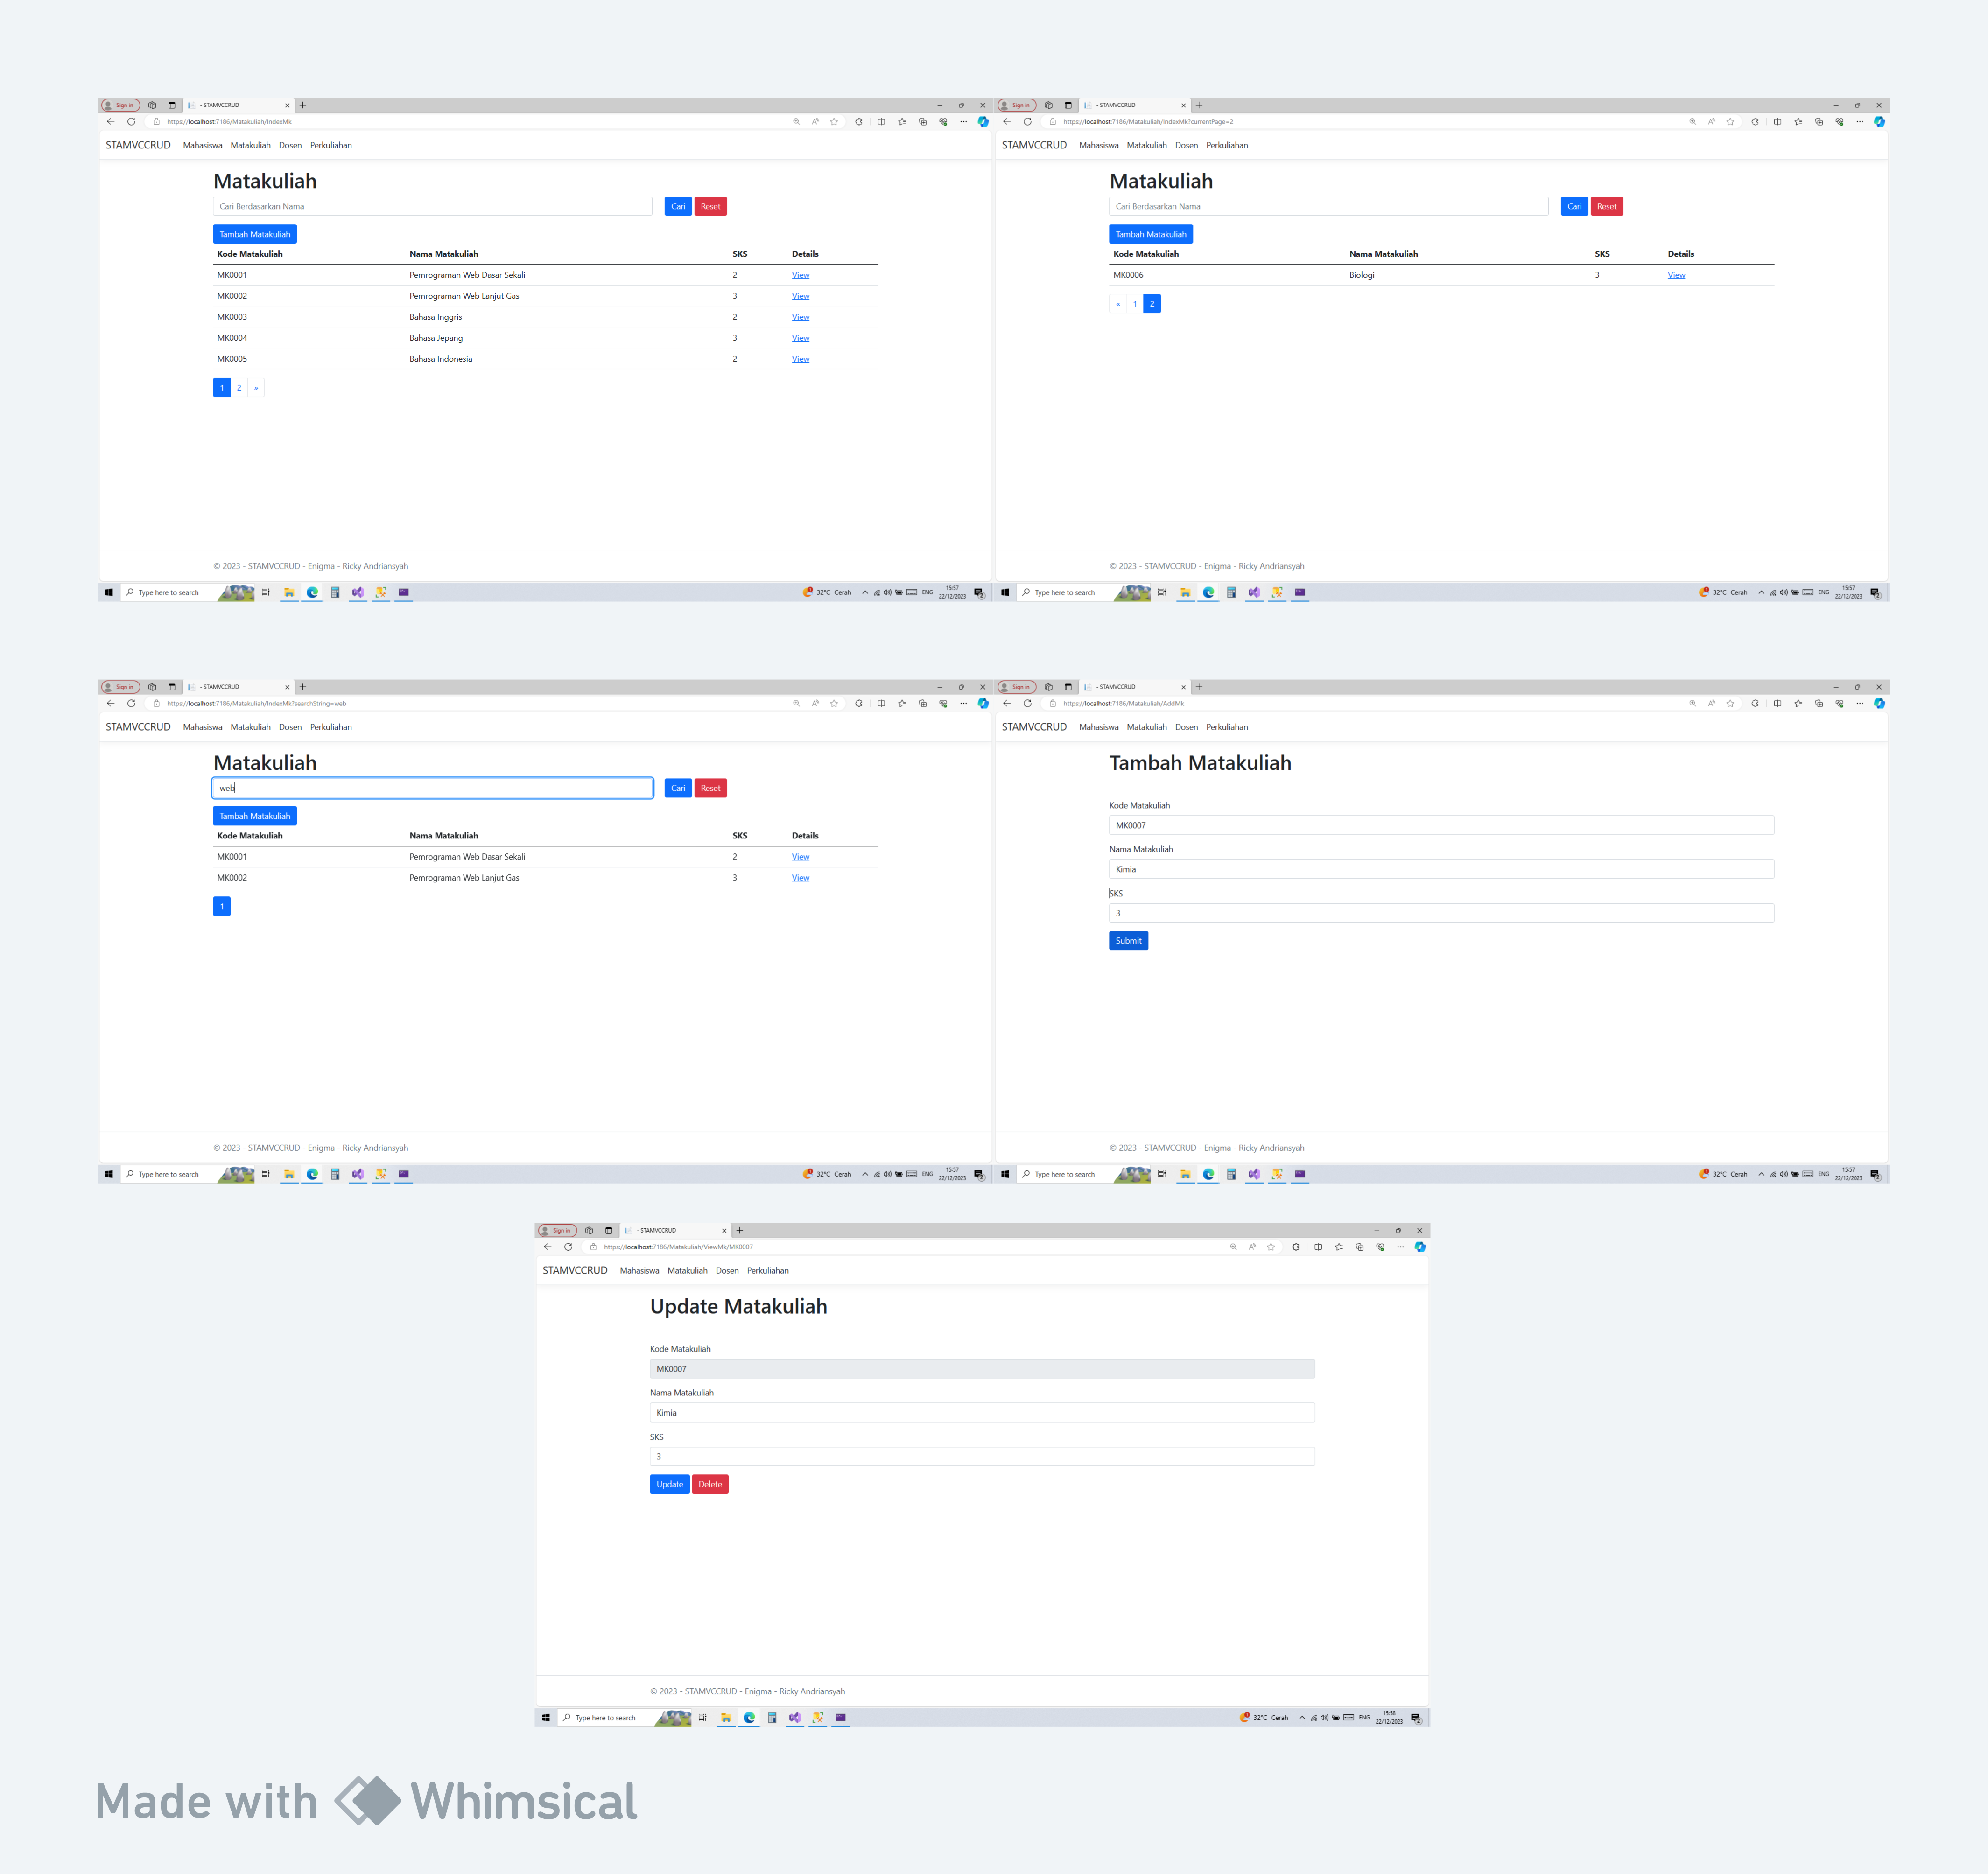 Sign in - STAMVCCRUD
https://localhost:7186/Matakuliah/IndexMk
STAMVCCRUD Mahasiswa Matakuliah Dosen Perkuliahan
Matakuliah
Cari Berdasarkan Nama Cari Reset
Tambah Matakuliah
Kode Matakuliah Nama Matakuliah SKS Details
MK0001 Pemrograman Web Dasar Sekali 2 View
MK0002 Pemrograman Web Lanjut Gas 3 View
MK0003 Bahasa Inggris 2 View
MK0004 Bahasa Jepang 3 View
MK0005 Bahasa Indonesia 2 View
1 2 »
© 2023 - STAMVCCRUD - Enigma - Ricky Andriansyah
Type here to search 32°C Cerah ENG 15:57
22/12/2023
Sign in - STAMVCCRUD
https://localhost:7186/Matakuliah/IndexMk?currentPage=2
STAMVCCRUD Mahasiswa Matakuliah Dosen Perkuliahan
Matakuliah
Cari Berdasarkan Nama Cari Reset
Tambah Matakuliah
Kode Matakuliah Nama Matakuliah SKS Details
MK0006 Biologi 3 View
« 1 2
© 2023 - STAMVCCRUD - Enigma - Ricky Andriansyah
Type here to search 32°C Cerah ENG 15:57
22/12/2023
Sign in - STAMVCCRUD
https://localhost:7186/Matakuliah/IndexMk?searchString=web
STAMVCCRUD Mahasiswa Matakuliah Dosen Perkuliahan
Matakuliah
web Cari Reset
Tambah Matakuliah
Kode Matakuliah Nama Matakuliah SKS Details
MK0001 Pemrograman Web Dasar Sekali 2 View
MK0002 Pemrograman Web Lanjut Gas 3 View
1
© 2023 - STAMVCCRUD - Enigma - Ricky Andriansyah
Type here to search 32°C Cerah ENG 15:57
22/12/2023
Sign in - STAMVCCRUD
https://localhost:7186/Matakuliah/AddMk
STAMVCCRUD Mahasiswa Matakuliah Dosen Perkuliahan
Tambah Matakuliah
Kode Matakuliah
MK0007
Nama Matakuliah
Kimia
SKS
3
Submit
© 2023 - STAMVCCRUD - Enigma - Ricky Andriansyah
Type here to search 32°C Cerah ENG 15:57
22/12/2023
Sign in - STAMVCCRUD
https://localhost:7186/Matakuliah/ViewMk/MK0007
STAMVCCRUD Mahasiswa Matakuliah Dosen Perkuliahan
Update Matakuliah
Kode Matakuliah
MK0007
Nama Matakuliah
Kimia
SKS
3
Update Delete
© 2023 - STAMVCCRUD - Enigma - Ricky Andriansyah
Type here to search 32°C Cerah ENG 15:58
22/12/2023
Made with Whimsical